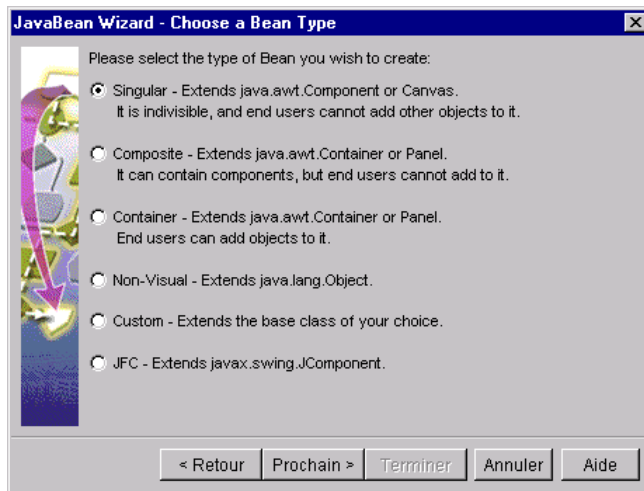 JavaBean Wizard - Choose a Bean Type
Please select the type of Bean you wish to create:
Singular - Extends java.awt.Component or Canvas.
It is indivisible, and end users cannot add other objects to it.
Composite - Extends java.awt.Container or Panel.
It can contain components, but end users cannot add to it.
Container - Extends java.awt.Container or Panel.
End users can add objects to it.
Non-Visual - Extends java.lang.Object.
Custom - Extends the base class of your choice.
JFC - Extends javax.swing.JComponent.
< Retour Prochain > Terminer Annuler Aide